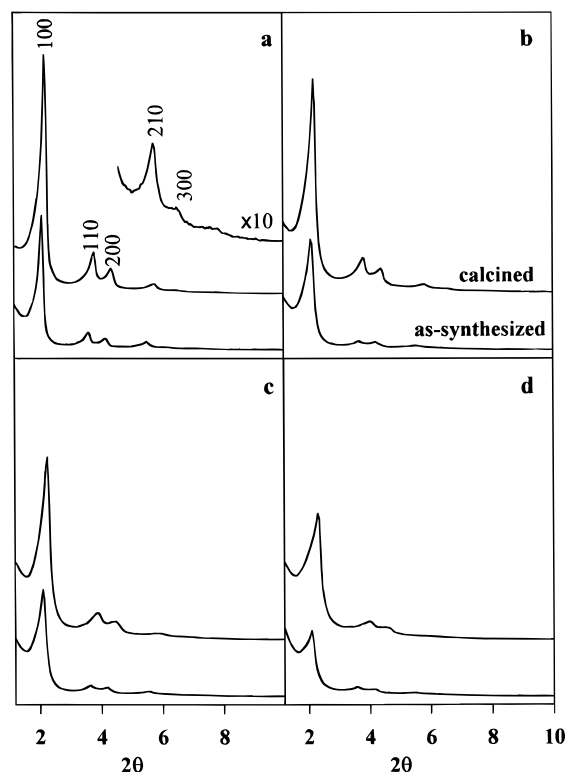 a
100
210
300
x10
110
200
b
calcined
as-synthesized
c
d
2 4 6 8
2θ
2 4 6 8 10
2θ